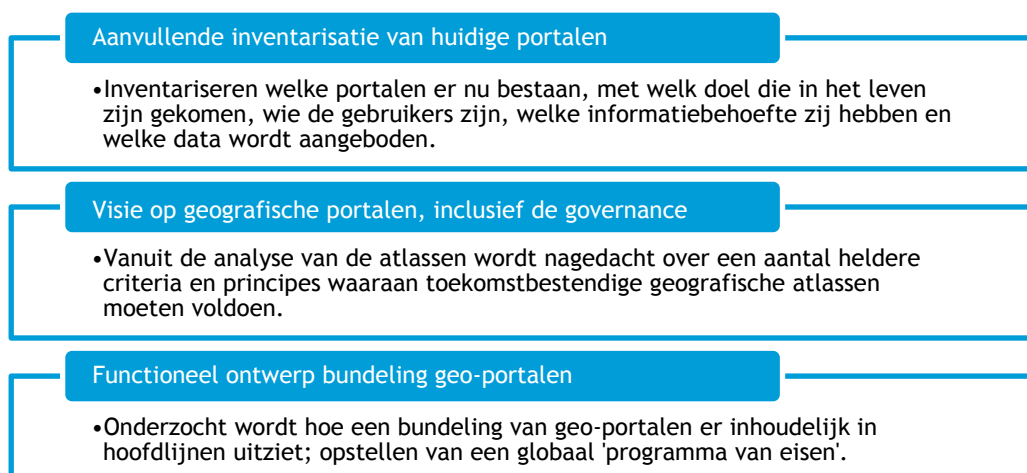 Aanvullende inventarisatie van huidige portalen
•Inventariseren welke portalen er nu bestaan, met welk doel die in het leven
zijn gekomen, wie de gebruikers zijn, welke informatiebehoefte zij hebben en
welke data wordt aangeboden.
Visie op geografische portalen, inclusief de governance
•Vanuit de analyse van de atlassen wordt nagedacht over een aantal heldere
criteria en principes waaraan toekomstbestendige geografische atlassen
moeten voldoen.
Functioneel ontwerp bundeling geo-portalen
•Onderzocht wordt hoe een bundeling van geo-portalen er inhoudelijk in
hoofdlijnen uitziet; opstellen van een globaal 'programma van eisen'.